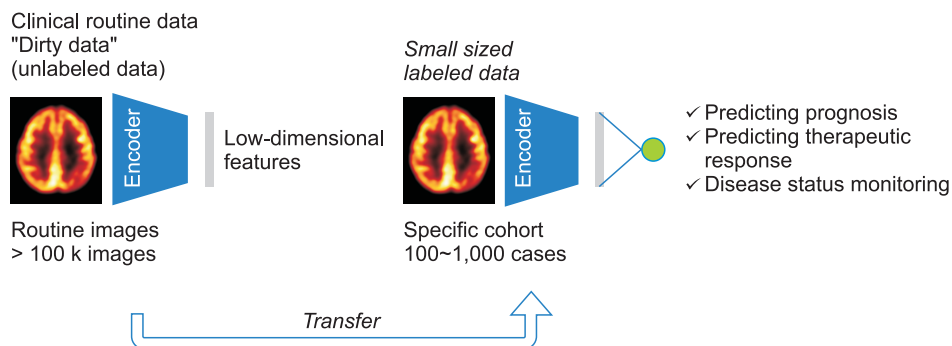 Clinical routine data
"Dirty data"
(unlabeled data)
Encoder
Low-dimensional
features
Routine images
> 100 k images
Small sized
labeled data
Encoder
Specific cohort
100~1,000 cases
✓ Predicting prognosis
✓ Predicting therapeutic
response
✓ Disease status monitoring
Transfer